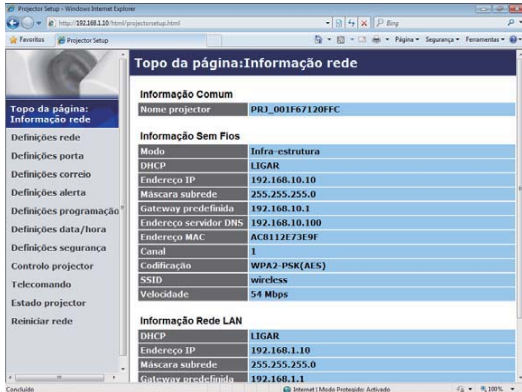 Projector Setup - Windows Internet Explorer
http://192.168.1.10/html/projectorsetup.html
Bing
Favoritos Projector Setup Página Segurança Ferramentas
Topo da página:
Informação rede
Definições rede
Definições porta
Definições correio
Definições alerta
Definições programação
Definições data/hora
Definições segurança
Controlo projector
Telecomando
Estado projector
Reiniciar rede
Topo da página:Informação rede
Informação Comum
Nome projector PRJ_001F67120FFC
Informação Sem Fios
Modo Infra-estrutura
DHCP LIGAR
Endereço IP 192.168.10.10
Máscara subrede 255.255.255.0
Gateway predefinida 192.168.10.1
Endereço servidor DNS 192.168.10.100
Endereço MAC AC8112E73E9F
Canal 1
Codificação WPA2-PSK(AES)
SSID wireless
Velocidade 54 Mbps
Informação Rede LAN
DHCP LIGAR
Endereço IP 192.168.1.10
Máscara subrede 255.255.255.0
Gateway predefinida 192.168.1.1
Concluído Internet | Modo Protegido: Activado 100%